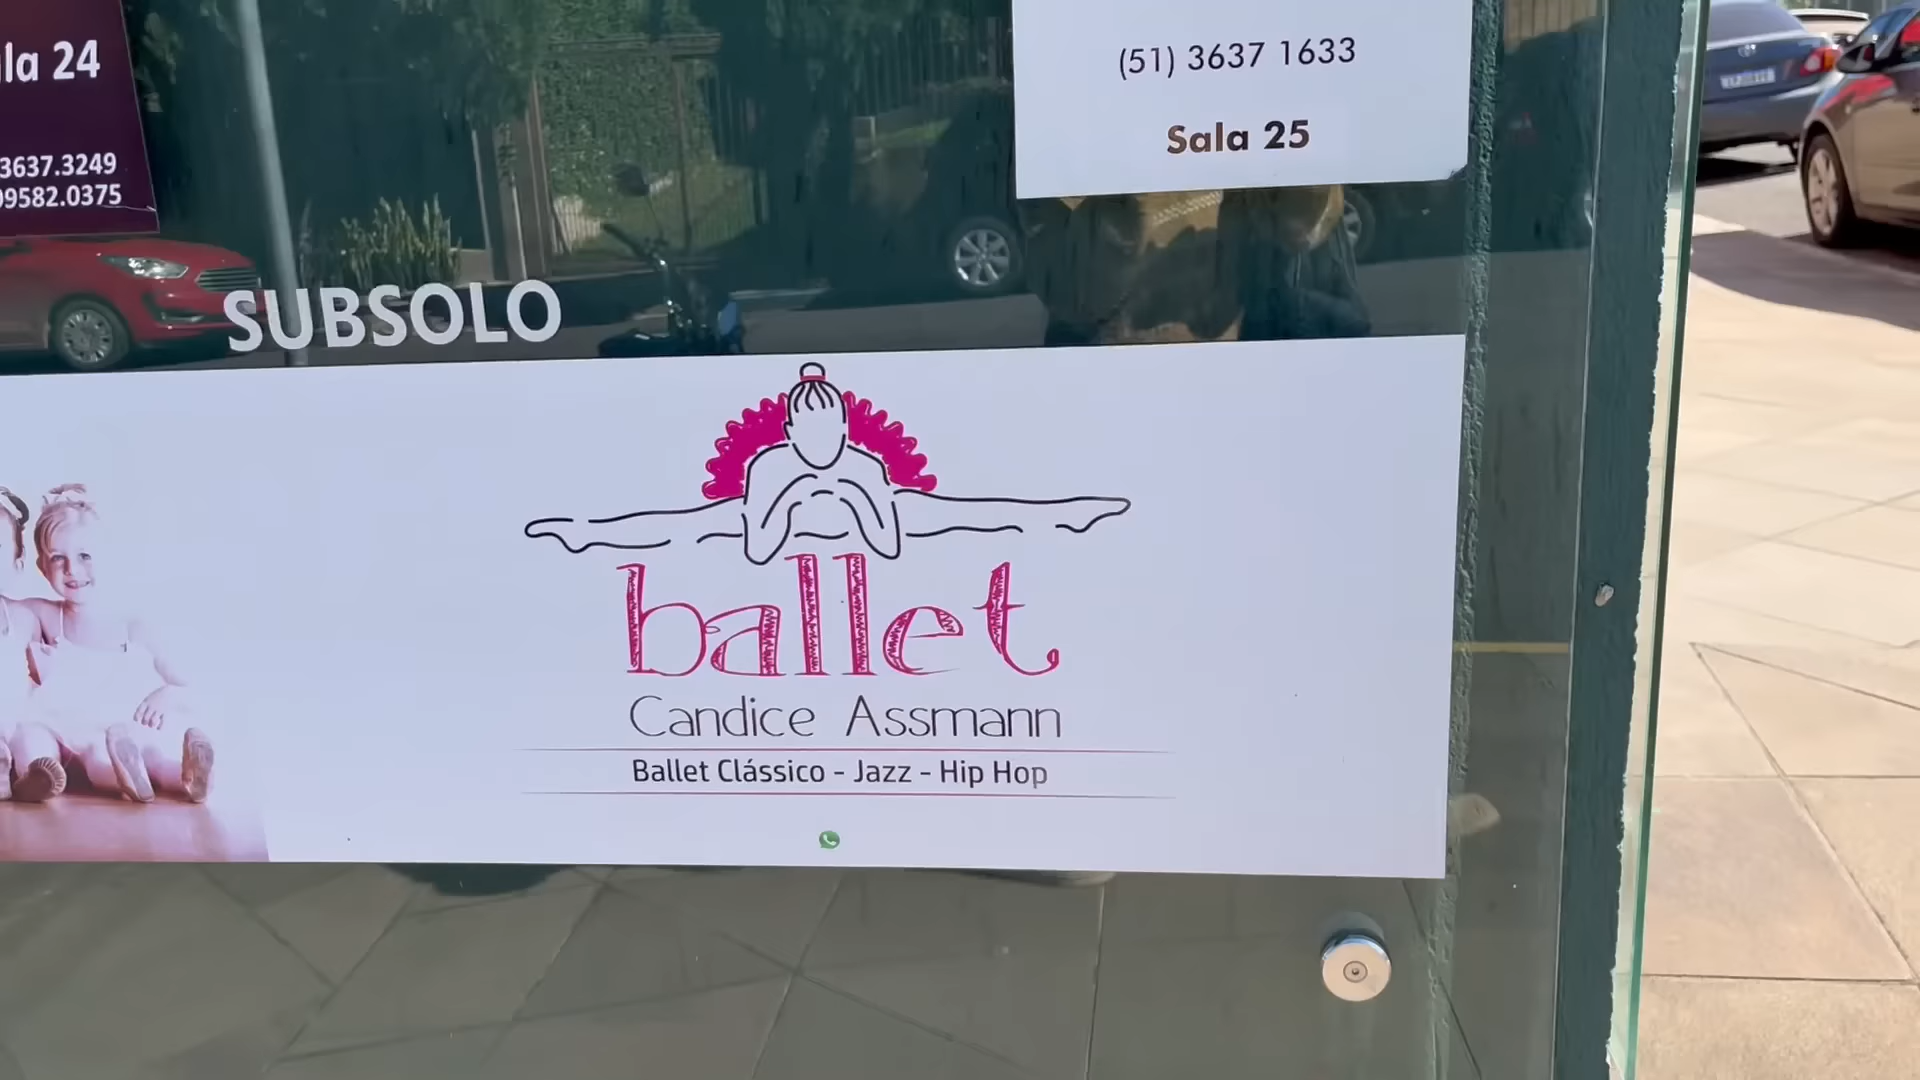 la 24
3637.3249
99582.0375
(51) 3637 1633
Sala 25
SUBSOLO
ballet
Candice Assmann
Ballet Clássico - Jazz - Hip Hop